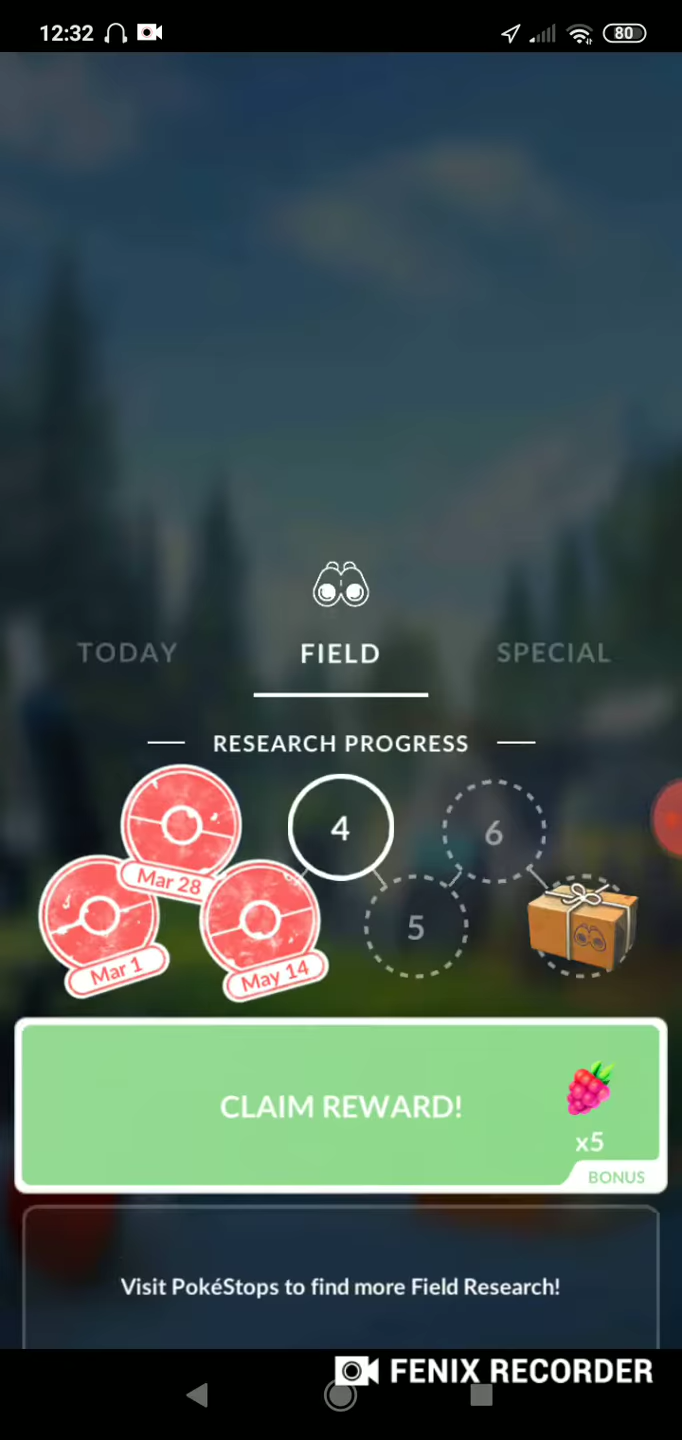 12:32
80
TODAY
FIELD
SPECIAL
RESEARCH PROGRESS
Mar 28
4
6
Mar 1
May 14
5
CLAIM REWARD!
x5
BONUS
Visit PokéStops to find more Field Research!
FENIX RECORDER